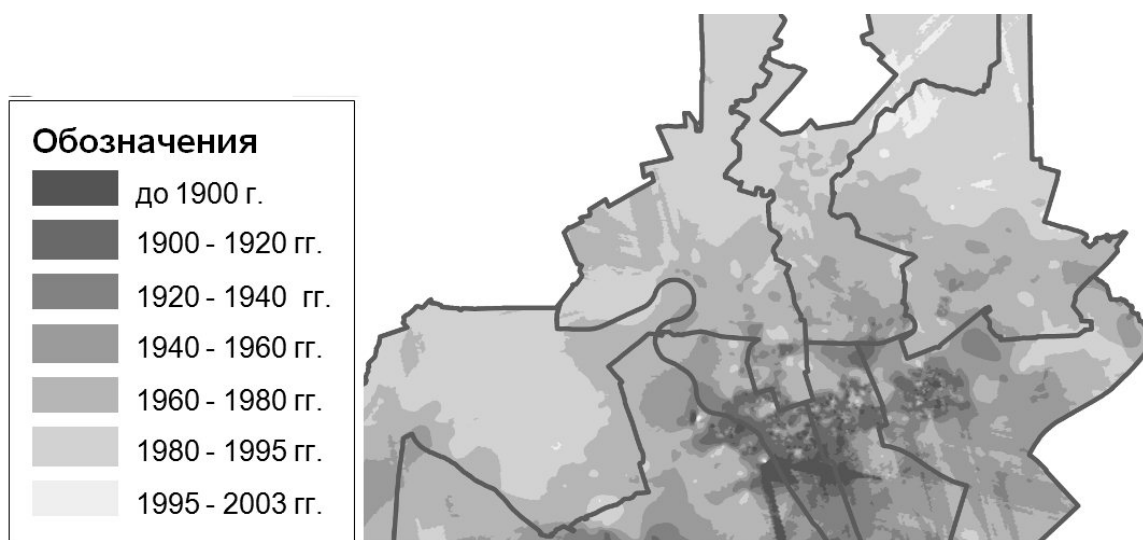 Обозначения
до 1900 г.
1900 - 1920 гг.
1920 - 1940 гг.
1940 - 1960 гг.
1960 - 1980 гг.
1980 - 1995 гг.
1995 - 2003 гг.